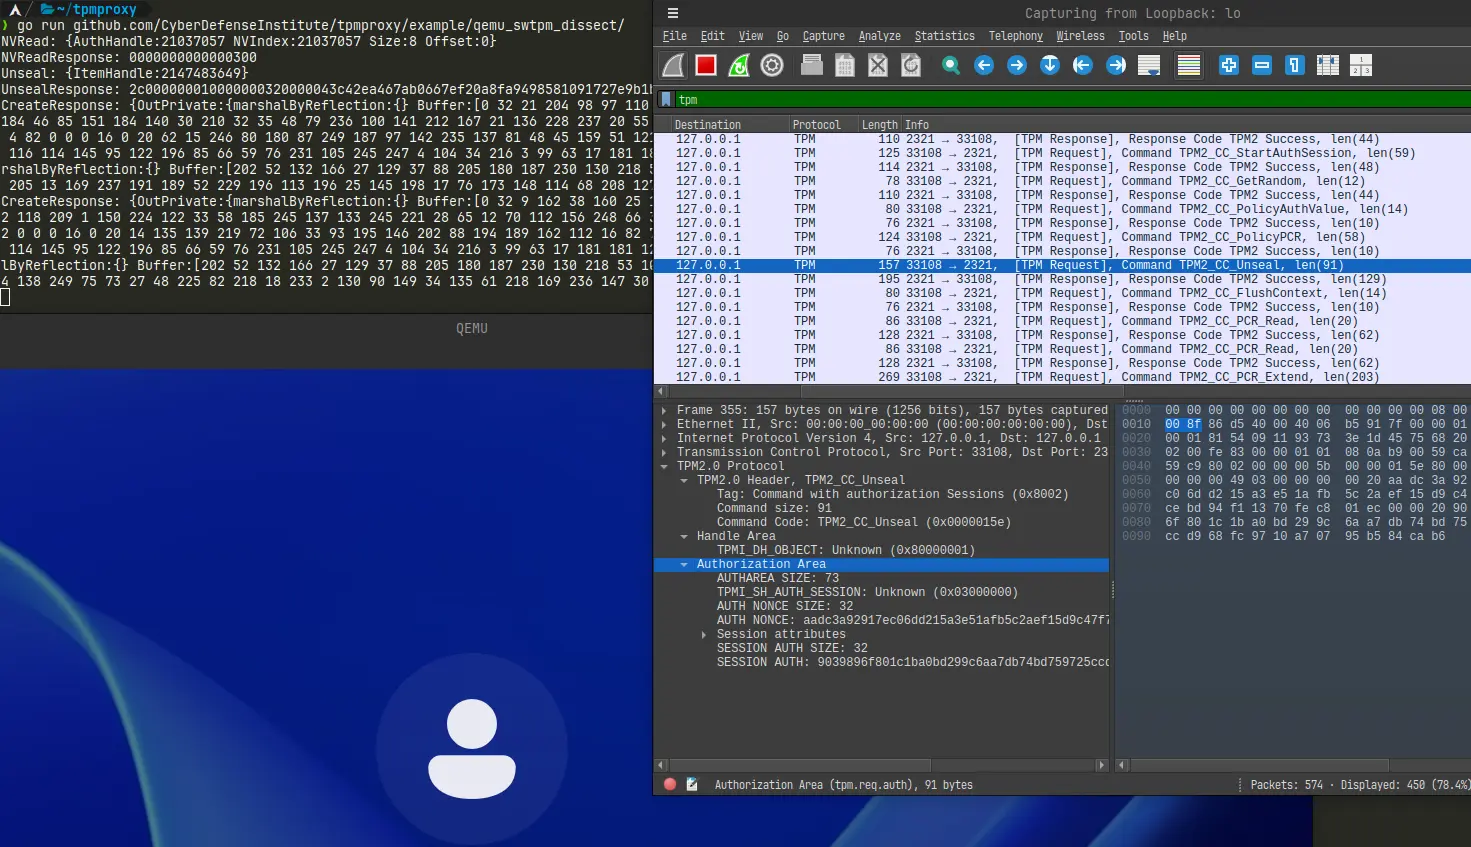 ~/tpmproxy
❯ go run github.com/CyberDefenseInstitute/tpmproxy/example/qemu_swtpm_dissect/
NVRead: {AuthHandle:21037057 NVIndex:21037057 Size:8 Offset:0}
NVReadResponse: 0000000000000300
Unseal: {ItemHandle:2147483649}
UnsealResponse: 2c000000010000000320000043c42ea467ab0667ef20a8fa9498581091727e9b1b
CreateResponse: {OutPrivate:{marshalByReflection:{} Buffer:[0 32 21 204 98 97 110
184 46 85 151 184 140 30 210 32 35 48 79 236 100 141 212 167 21 136 228 237 20 55
4 82 0 0 0 16 0 20 62 15 246 80 180 87 249 187 97 142 235 137 81 48 45 159 51 122
116 114 145 95 122 196 85 66 59 76 231 105 245 247 4 104 34 216 3 99 63 17 181 18
rshalByReflection:{} Buffer:[202 52 132 166 27 129 37 88 205 180 187 230 130 218 5
205 13 169 237 191 189 52 229 196 113 196 25 145 198 17 76 173 148 114 68 208 127
CreateResponse: {OutPrivate:{marshalByReflection:{} Buffer:[0 32 9 162 38 160 25 1
2 118 209 1 150 224 122 33 58 185 245 137 133 245 221 28 65 12 70 112 156 248 66 3
2 0 0 0 16 0 20 14 135 139 219 72 106 33 93 195 146 202 88 194 189 162 112 16 82 7
114 145 95 122 196 85 66 59 76 231 105 245 247 4 104 34 216 3 99 63 17 181 181 12
lByReflection:{} Buffer:[202 52 132 166 27 129 37 88 205 180 187 230 130 218 53 10
4 138 249 75 73 27 48 225 82 218 18 233 2 130 90 149 34 135 61 218 169 236 147 30
QEMU
Capturing from Loopback: lo
File Edit View Go Capture Analyze Statistics Telephony Wireless Tools Help
tpm
Destination Protocol Length Info
127.0.0.1 TPM 110 2321 → 33108, [TPM Response], Response Code TPM2 Success, len(44)
127.0.0.1 TPM 125 33108 → 2321, [TPM Request], Command TPM2_CC_StartAuthSession, len(59)
127.0.0.1 TPM 114 2321 → 33108, [TPM Response], Response Code TPM2 Success, len(48)
127.0.0.1 TPM 78 33108 → 2321, [TPM Request], Command TPM2_CC_GetRandom, len(12)
127.0.0.1 TPM 110 2321 → 33108, [TPM Response], Response Code TPM2 Success, len(44)
127.0.0.1 TPM 80 33108 → 2321, [TPM Request], Command TPM2_CC_PolicyAuthValue, len(14)
127.0.0.1 TPM 76 2321 → 33108, [TPM Response], Response Code TPM2 Success, len(10)
127.0.0.1 TPM 124 33108 → 2321, [TPM Request], Command TPM2_CC_PolicyPCR, len(58)
127.0.0.1 TPM 76 2321 → 33108, [TPM Response], Response Code TPM2 Success, len(10)
127.0.0.1 TPM 157 33108 → 2321, [TPM Request], Command TPM2_CC_Unseal, len(91)
127.0.0.1 TPM 195 2321 → 33108, [TPM Response], Response Code TPM2 Success, len(129)
127.0.0.1 TPM 80 33108 → 2321, [TPM Request], Command TPM2_CC_FlushContext, len(14)
127.0.0.1 TPM 76 2321 → 33108, [TPM Response], Response Code TPM2 Success, len(10)
127.0.0.1 TPM 86 33108 → 2321, [TPM Request], Command TPM2_CC_PCR_Read, len(20)
127.0.0.1 TPM 128 2321 → 33108, [TPM Response], Response Code TPM2 Success, len(62)
127.0.0.1 TPM 86 33108 → 2321, [TPM Request], Command TPM2_CC_PCR_Read, len(20)
127.0.0.1 TPM 128 2321 → 33108, [TPM Response], Response Code TPM2 Success, len(62)
127.0.0.1 TPM 269 33108 → 2321, [TPM Request], Command TPM2_CC_PCR_Extend, len(203)
Frame 355: 157 bytes on wire (1256 bits), 157 bytes captured
Ethernet II, Src: 00:00:00_00:00:00 (00:00:00:00:00:00), Dst
Internet Protocol Version 4, Src: 127.0.0.1, Dst: 127.0.0.1
Transmission Control Protocol, Src Port: 33108, Dst Port: 23
TPM2.0 Protocol
TPM2.0 Header, TPM2_CC_Unseal
Tag: Command with authorization Sessions (0x8002)
Command size: 91
Command Code: TPM2_CC_Unseal (0x0000015e)
Handle Area
TPMI_DH_OBJECT: Unknown (0x80000001)
Authorization Area
AUTHAREA SIZE: 73
TPMI_SH_AUTH_SESSION: Unknown (0x03000000)
AUTH NONCE SIZE: 32
AUTH NONCE: aadc3a92917ec06dd215a3e51afb5c2aef15d9c47f7
Session attributes
SESSION AUTH SIZE: 32
SESSION AUTH: 9039896f801c1ba0bd299c6aa7db74bd759725ccd
0000 00 00 00 00 00 00 00 00 00 00 00 00 08 00
0010 00 8f 86 d5 40 00 40 06 b5 91 7f 00 00 01
0020 00 01 81 54 09 11 93 73 3e 1d 45 75 68 20
0030 02 00 fe 83 00 00 01 01 08 0a b9 00 59 ca
0040 59 c9 80 02 00 00 00 5b 00 00 01 5e 80 00
0050 00 00 00 49 03 00 00 00 00 20 aa dc 3a 92
0060 c0 6d d2 15 a3 e5 1a fb 5c 2a ef 15 d9 c4
0070 ce bd 94 f1 13 70 fe c8 01 ec 00 00 20 90
0080 6f 80 1c 1b a0 bd 29 9c 6a a7 db 74 bd 75
0090 cc d9 68 fc 97 10 a7 07 95 b5 84 ca b6
Authorization Area (tpm.req.auth), 91 bytes
Packets: 574 · Displayed: 450 (78.4%)